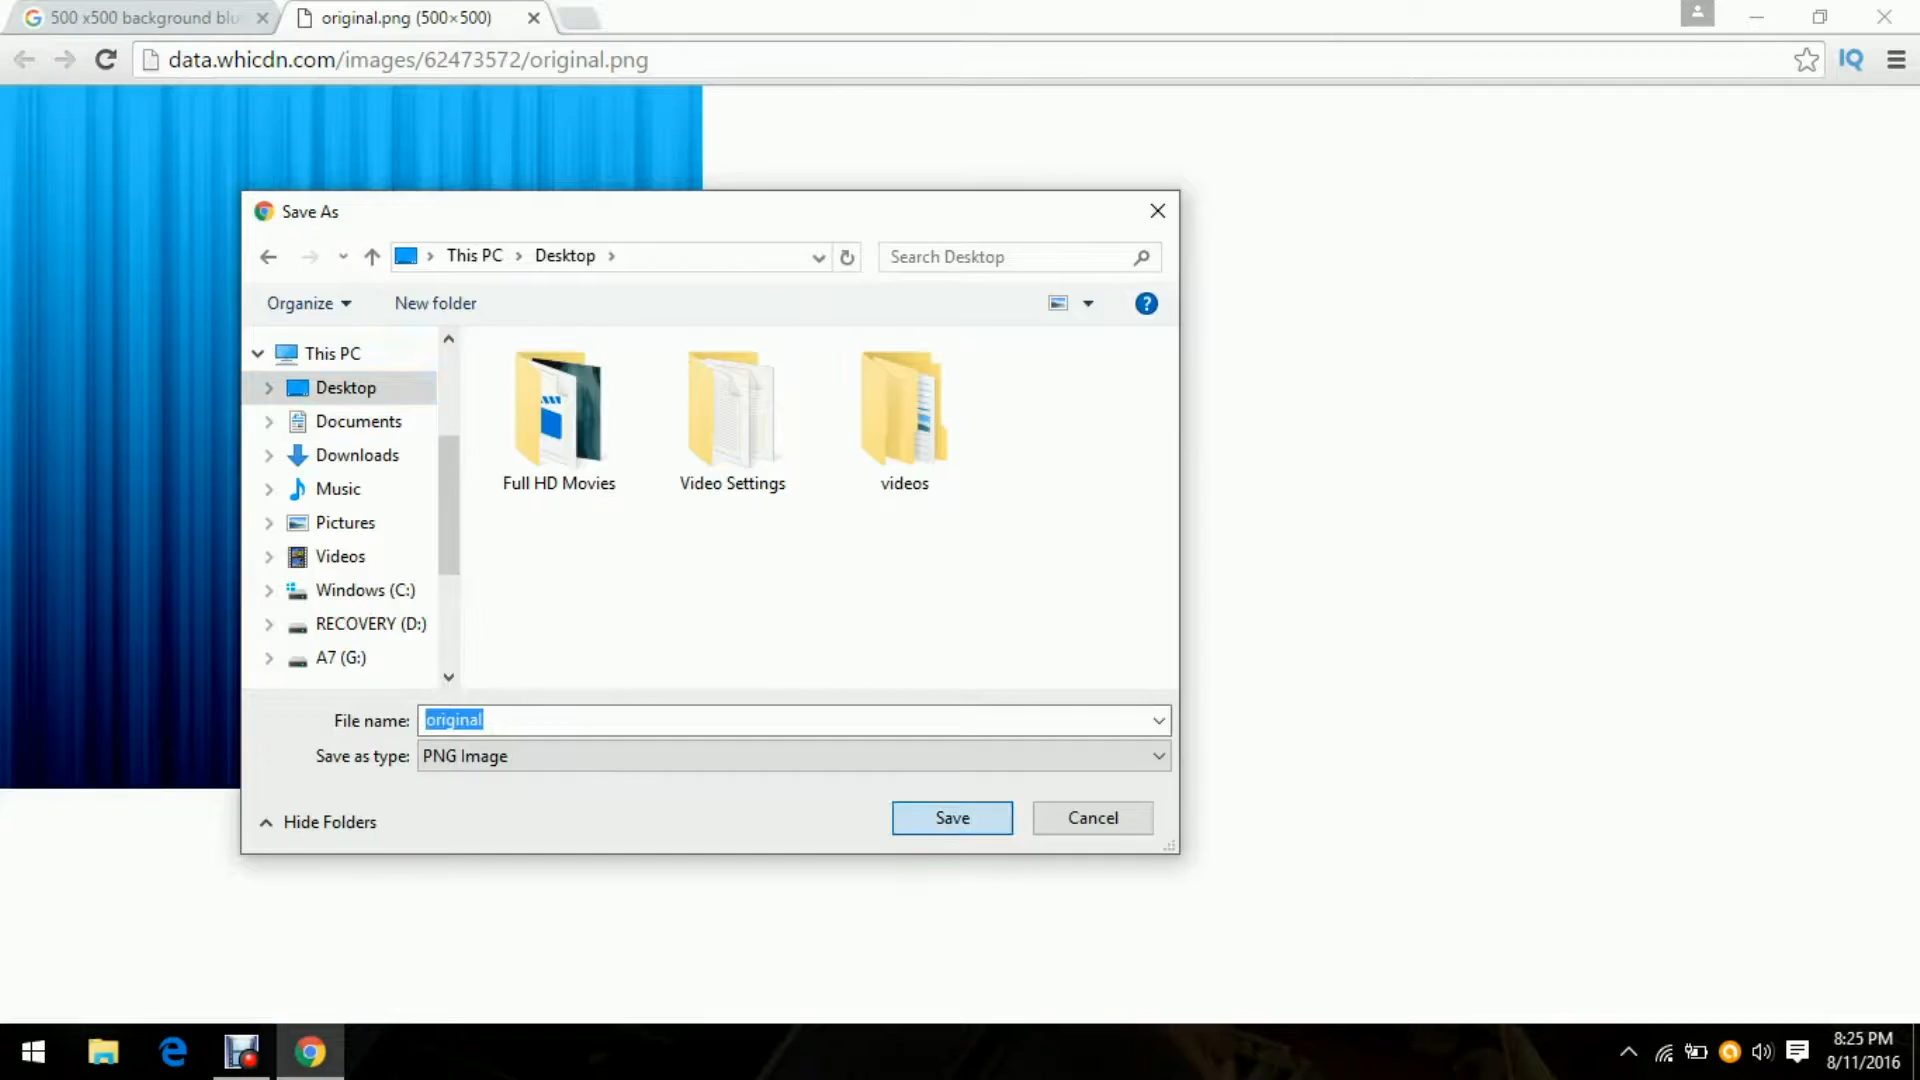 500 x500 background blu
original.png (500×500)
data.whicdn.com/images/62473572/original.png
IQ
Save As
This PC
Desktop
Search Desktop
Organize
New folder
?
This PC
Desktop
Documents
Downloads
Music
Pictures
Videos
Windows (C:)
RECOVERY (D:)
A7 (G:)
Full HD Movies
Video Settings
videos
File name:
original
Save as type:
PNG Image
Hide Folders
Save
Cancel
8:25 PM
8/11/2016